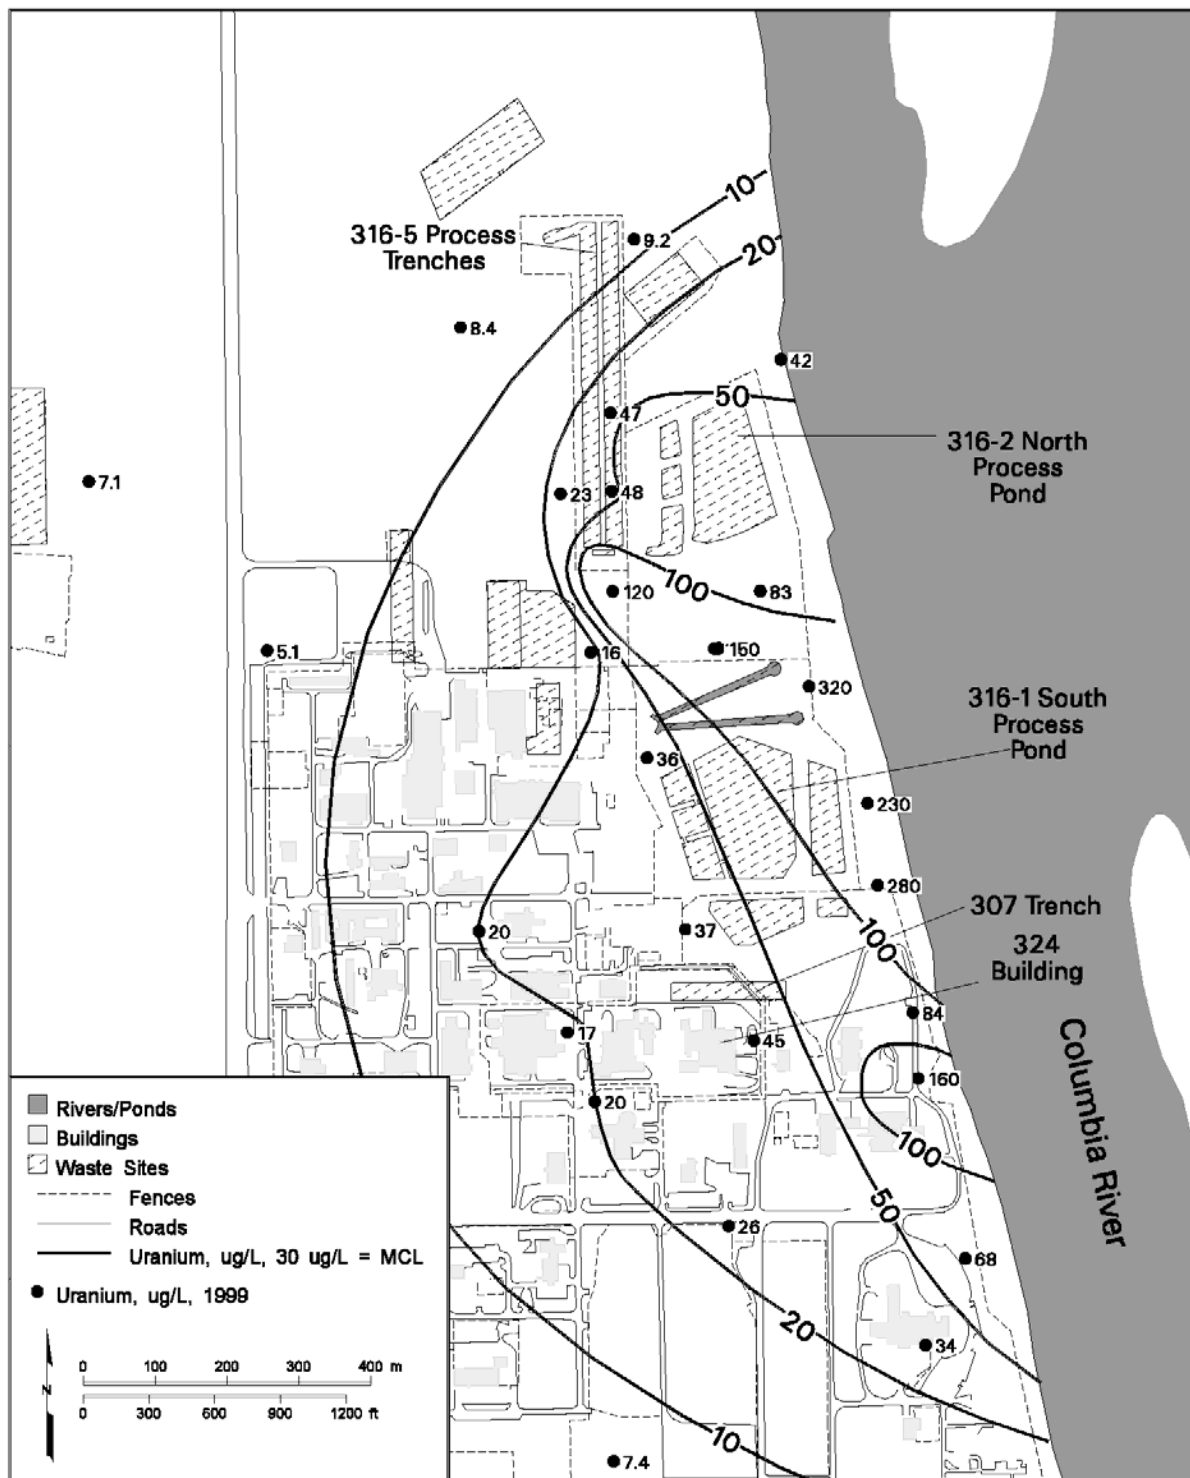 10
20
316-5 Process
Trenches
9.2
8.4
42
50
47
316-2 North
Process
Pond
7.1
23
48
100
120
83
5.1
16
150
320
316-1 South
Process
Pond
36
230
280
307 Trench
20
37
100
324
Building
84
17
45
Columbia River
160
20
100
50
26
68
20
34
10
7.4
Rivers/Ponds
Buildings
Waste Sites
Fences
Roads
Uranium, ug/L, 30 ug/L = MCL
Uranium, ug/L, 1999
0 100 200 300 400 m
N
0 300 600 900 1200 ft